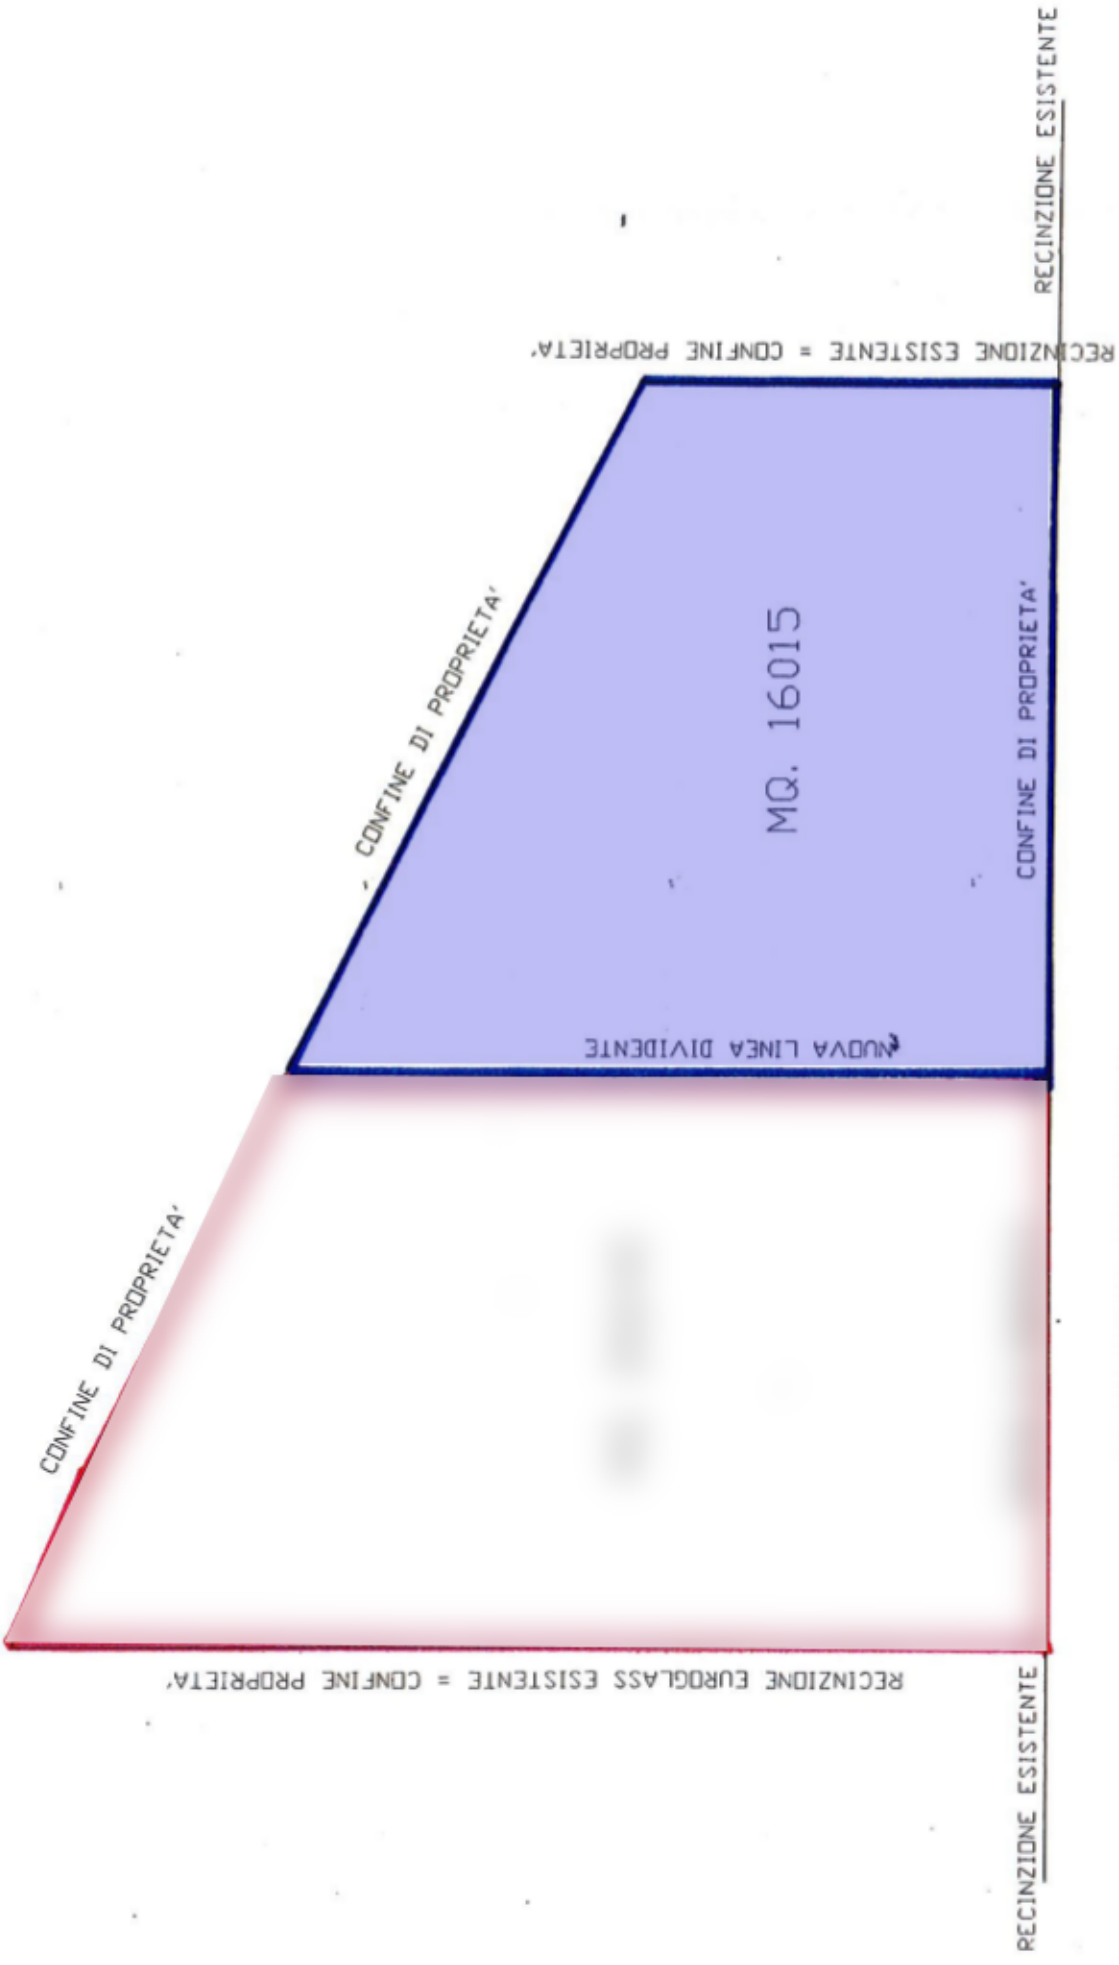 RECINZIONE ESISTENTE
RECINZIONE ESISTENTE = CONFINE PROPRIETA'
CONFINE DI PROPRIETA'
MQ. 16015
CONFINE DI PROPRIETA'
NUOVA LINEA DIVIDENTE
CONFINE DI PROPRIETA'
RECINZIONE EUROGLASS ESISTENTE = CONFINE PROPRIETA'
RECINZIONE ESISTENTE